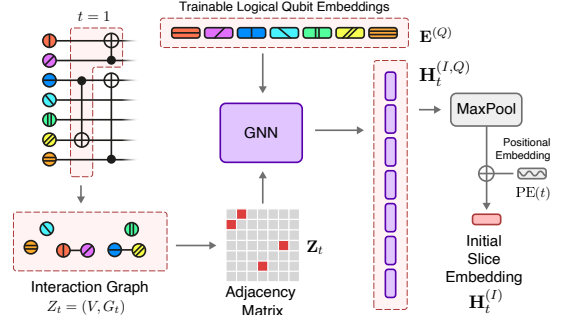 Trainable Logical Qubit Embeddings
t = 1
E^{(Q)}
H_t^{(I,Q)}
GNN
MaxPool
Positional
Embedding
PE(t)
Z_t
Initial
Slice
Embedding
H_t^{(I)}
Interaction Graph
Z_t = (V, G_t)
Adjacency
Matrix